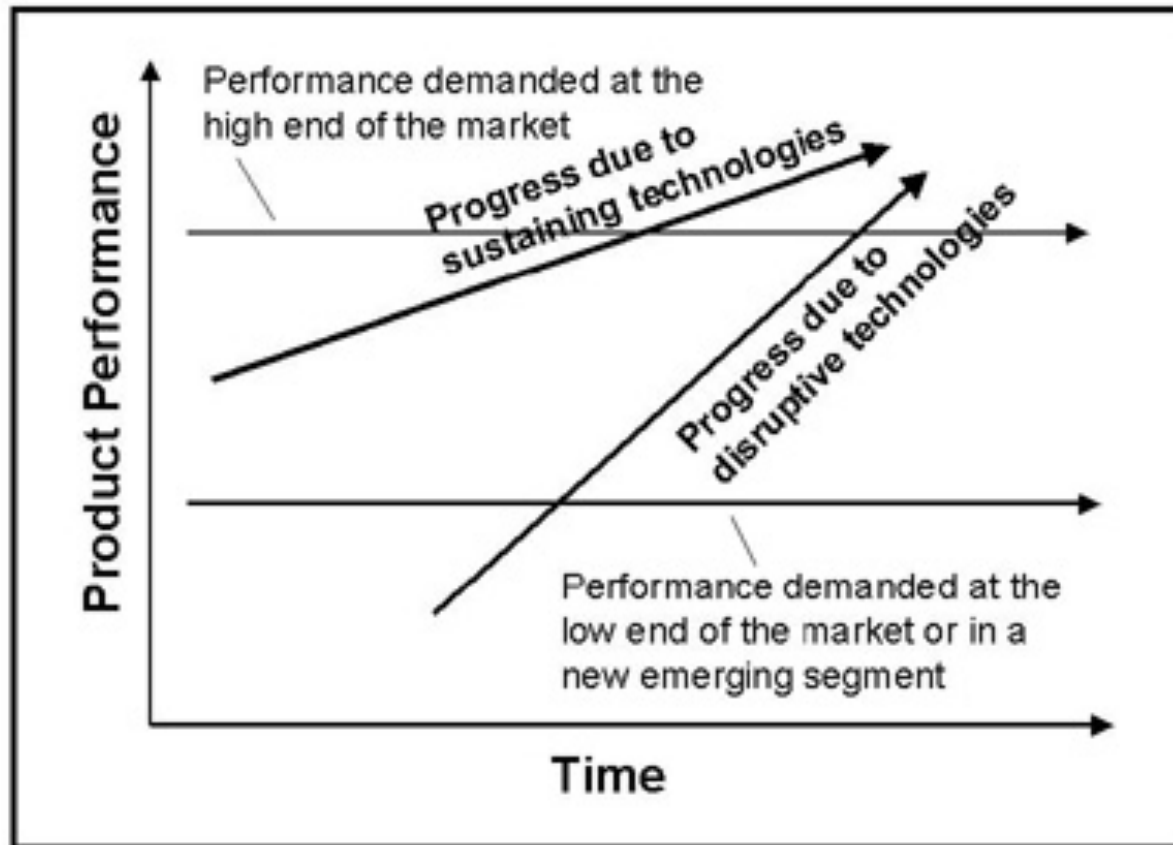 Performance demanded at the
high end of the market
Progress due to
sustaining technologies
Progress due to
disruptive technologies
Performance demanded at the
low end of the market or in a
new emerging segment
Product Performance
Time